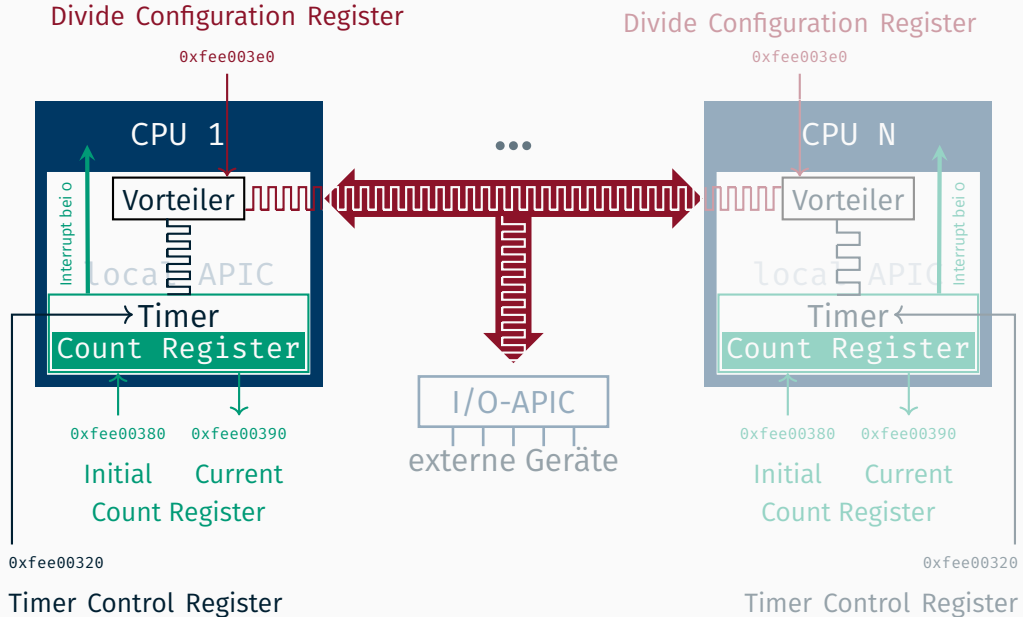 Divide Configuration Register
0xfee003e0
CPU 1
Vorteiler
Interrupt bei 0
local APIC
Timer
Count Register
0xfee00380 0xfee00390
Initial Current
Count Register
0xfee00320
Timer Control Register
...
I/O-APIC
externe Geräte
Divide Configuration Register
0xfee003e0
CPU N
Vorteiler
Interrupt bei 0
local APIC
Timer
Count Register
0xfee00380 0xfee00390
Initial Current
Count Register
0xfee00320
Timer Control Register